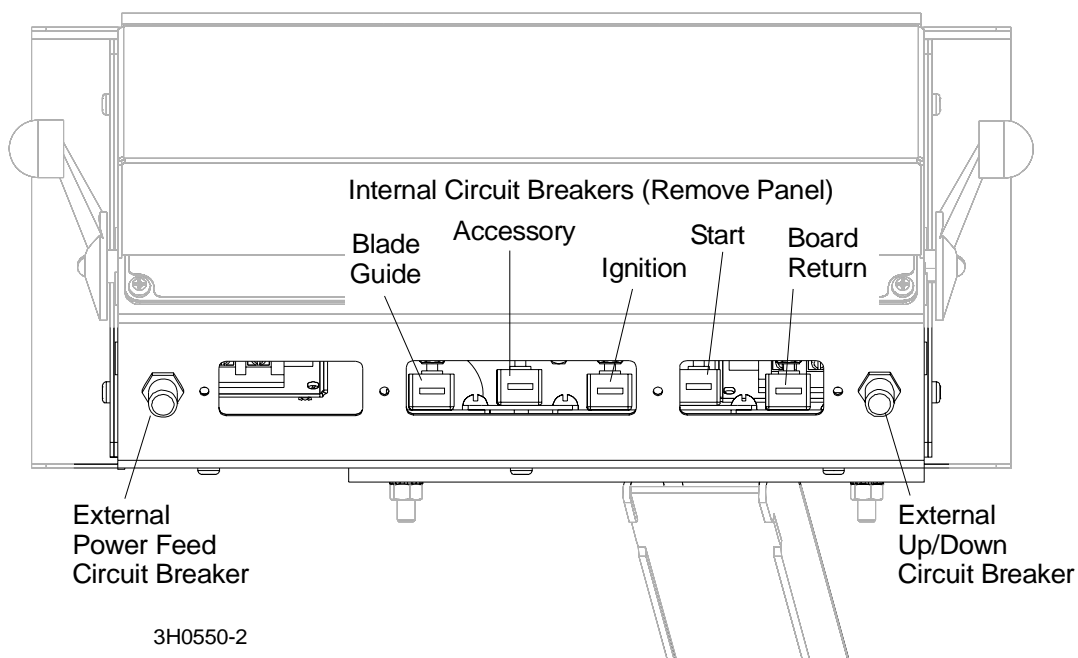 Internal Circuit Breakers (Remove Panel)
Blade
Guide
Accessory
Ignition
Start
Board
Return
External
Power Feed
Circuit Breaker
External
Up/Down
Circuit Breaker
3H0550-2